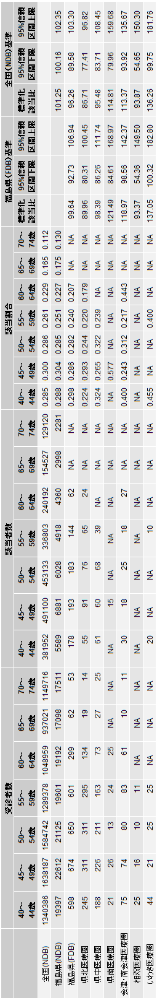 受診者数 該当者数 該当割合 福島県(FDB)基準 全国(NDB)基準
40～ 45～ 50～ 55～ 60～ 65～ 70～ 40～ 45～ 50～ 55～ 60～ 65～ 70～ 40～ 45～ 50～ 55～ 60～ 65～ 70～ 標準化 95%信頼 95%信頼 標準化 95%信頼 95%信頼
44歳 49歳 54歳 59歳 64歳 69歳 74歳 44歳 49歳 54歳 59歳 64歳 69歳 74歳 44歳 49歳 54歳 59歳 64歳 69歳 74歳 該当比 区間下限 区間上限 該当比 区間下限 区間上限
全国(NDB) 1340386 1638187 1584742 1289378 1048959 937021 1149716 381952 491100 453133 336803 240192 154527 129120 0.285 0.300 0.286 0.261 0.229 0.165 0.112
福島県(NDB) 19397 22612 21125 19601 19192 17098 17511 5589 6881 6028 4918 4360 2998 2281 0.288 0.304 0.285 0.251 0.227 0.175 0.130 101.25 100.16 102.35
福島県(FDB) 598 674 650 601 299 62 53 178 193 183 144 62 NA NA 0.298 0.286 0.282 0.240 0.207 NA NA 99.64 92.73 106.94 96.26 89.58 103.30
県北医療圏 245 311 311 295 134 19 14 55 91 76 65 24 NA NA 0.224 0.293 0.244 0.220 0.179 NA NA 89.96 80.31 100.45 86.71 77.41 96.82
県中医療圏 188 226 211 163 73 27 25 61 60 68 39 NA NA NA 0.324 0.265 0.322 0.239 NA NA NA 98.39 86.26 111.74 95.48 83.71 108.45
県南医療圏 21 26 13 24 25 NA NA NA 15 NA NA NA NA NA NA 0.577 NA NA NA NA NA 121.49 84.61 168.97 114.81 79.96 159.68
会津・南会津医療圏 75 74 80 83 61 10 11 30 18 25 18 27 NA NA 0.400 0.243 0.312 0.217 0.443 NA NA 118.97 98.56 142.37 113.37 93.92 135.67
相双医療圏 25 16 10 11 NA NA NA NA NA NA NA NA NA NA NA NA NA NA NA NA NA 93.37 54.36 149.50 93.87 54.65 150.30
いわき医療圏 44 21 25 25 NA NA NA 20 NA NA 10 NA NA NA 0.455 NA NA 0.400 NA NA NA 137.05 100.32 182.80 136.26 99.75 181.76